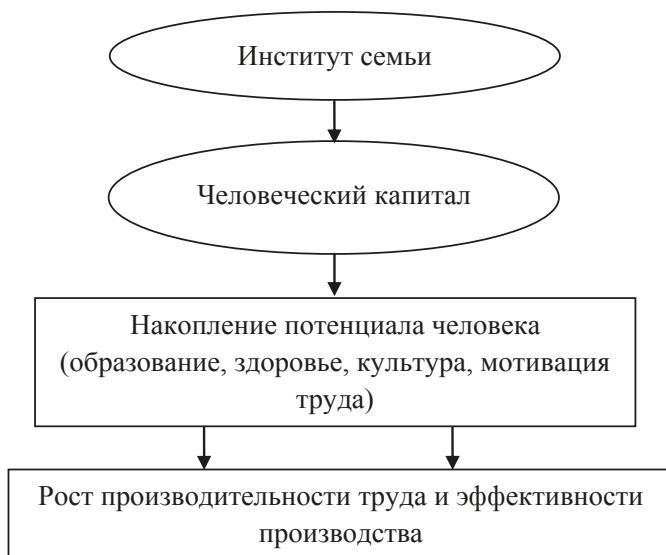 Институт семьи
Человеческий капитал
Накопление потенциала человека
(образование, здоровье, культура, мотивация
труда)
Рост производительности труда и эффективности
производства